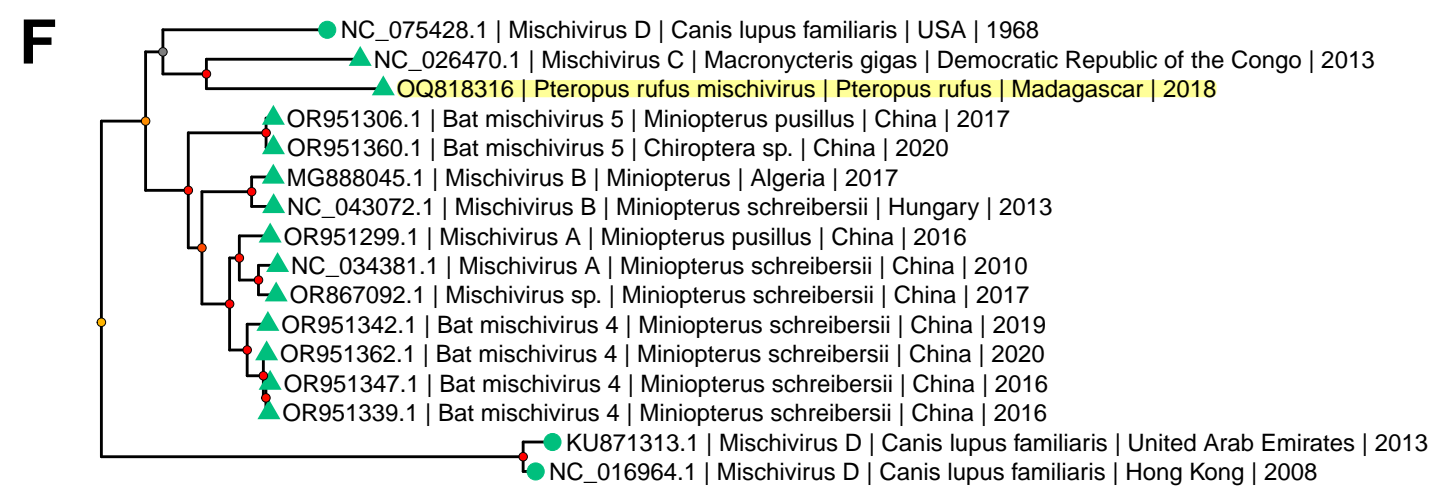 F
NC_075428.1 | Mischivirus D | Canis lupus familiaris | USA | 1968
NC_026470.1 | Mischivirus C | Macronycteris gigas | Democratic Republic of the Congo | 2013
OQ818316 | Pteropus rufus mischivirus | Pteropus rufus | Madagascar | 2018
OR951306.1 | Bat mischivirus 5 | Miniopterus pusillus | China | 2017
OR951360.1 | Bat mischivirus 5 | Chiroptera sp. | China | 2020
MG888045.1 | Mischivirus B | Miniopterus | Algeria | 2017
NC_043072.1 | Mischivirus B | Miniopterus schreibersii | Hungary | 2013
OR951299.1 | Mischivirus A | Miniopterus pusillus | China | 2016
NC_034381.1 | Mischivirus A | Miniopterus schreibersii | China | 2010
OR867092.1 | Mischivirus sp. | Miniopterus schreibersii | China | 2017
OR951342.1 | Bat mischivirus 4 | Miniopterus schreibersii | China | 2019
OR951362.1 | Bat mischivirus 4 | Miniopterus schreibersii | China | 2020
OR951347.1 | Bat mischivirus 4 | Miniopterus schreibersii | China | 2016
OR951339.1 | Bat mischivirus 4 | Miniopterus schreibersii | China | 2016
KU871313.1 | Mischivirus D | Canis lupus familiaris | United Arab Emirates | 2013
NC_016964.1 | Mischivirus D | Canis lupus familiaris | Hong Kong | 2008